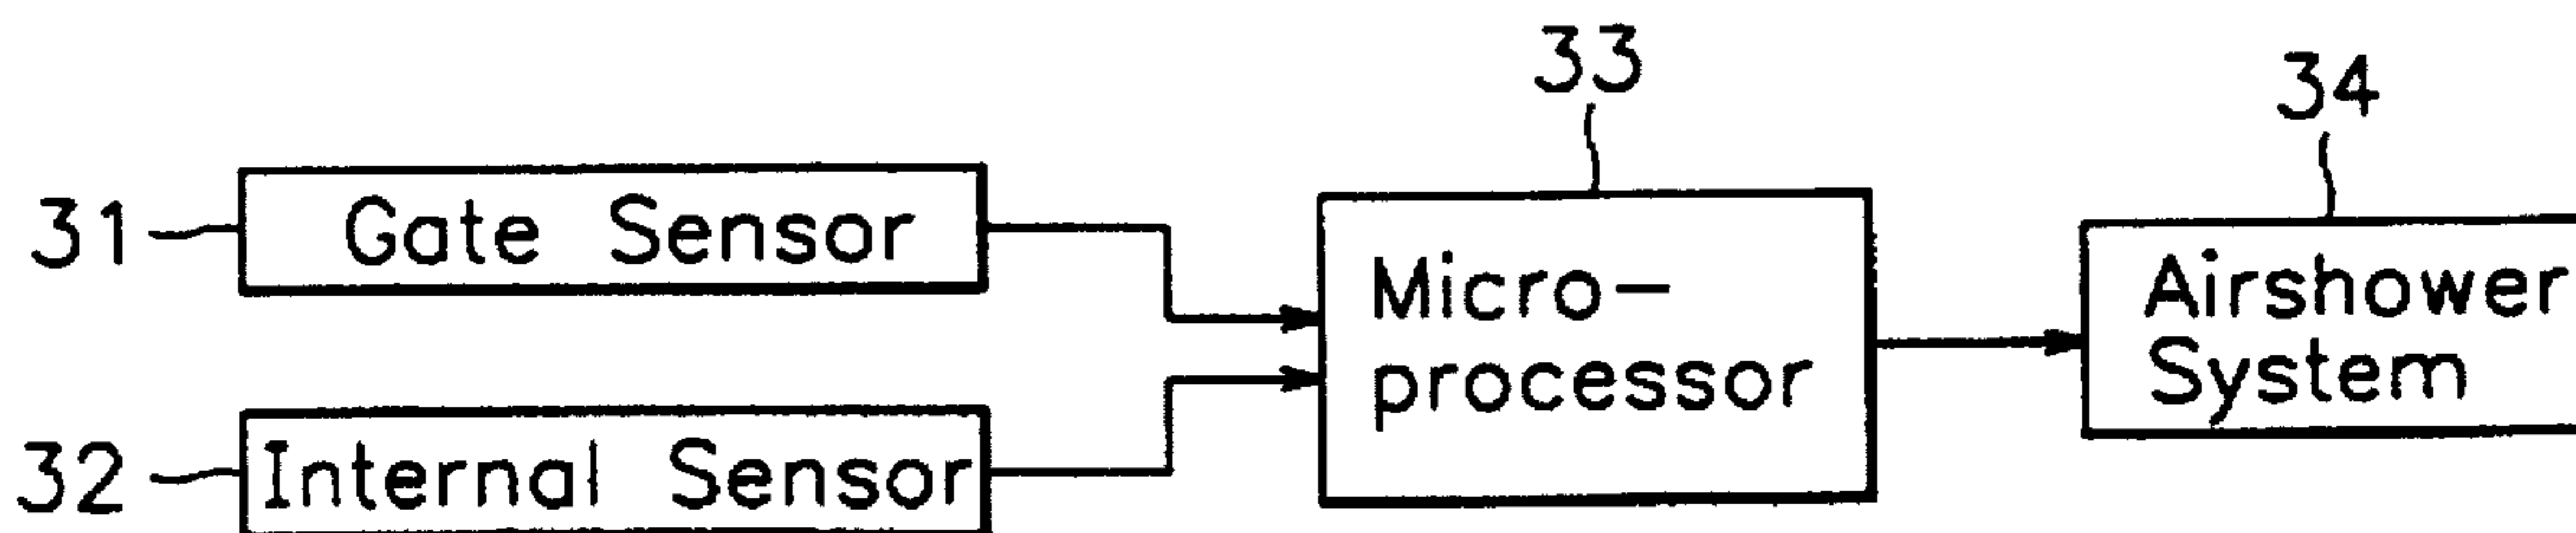 33
34
31
Gate Sensor
Micro-
processor
Airshower
System
32
Internal Sensor